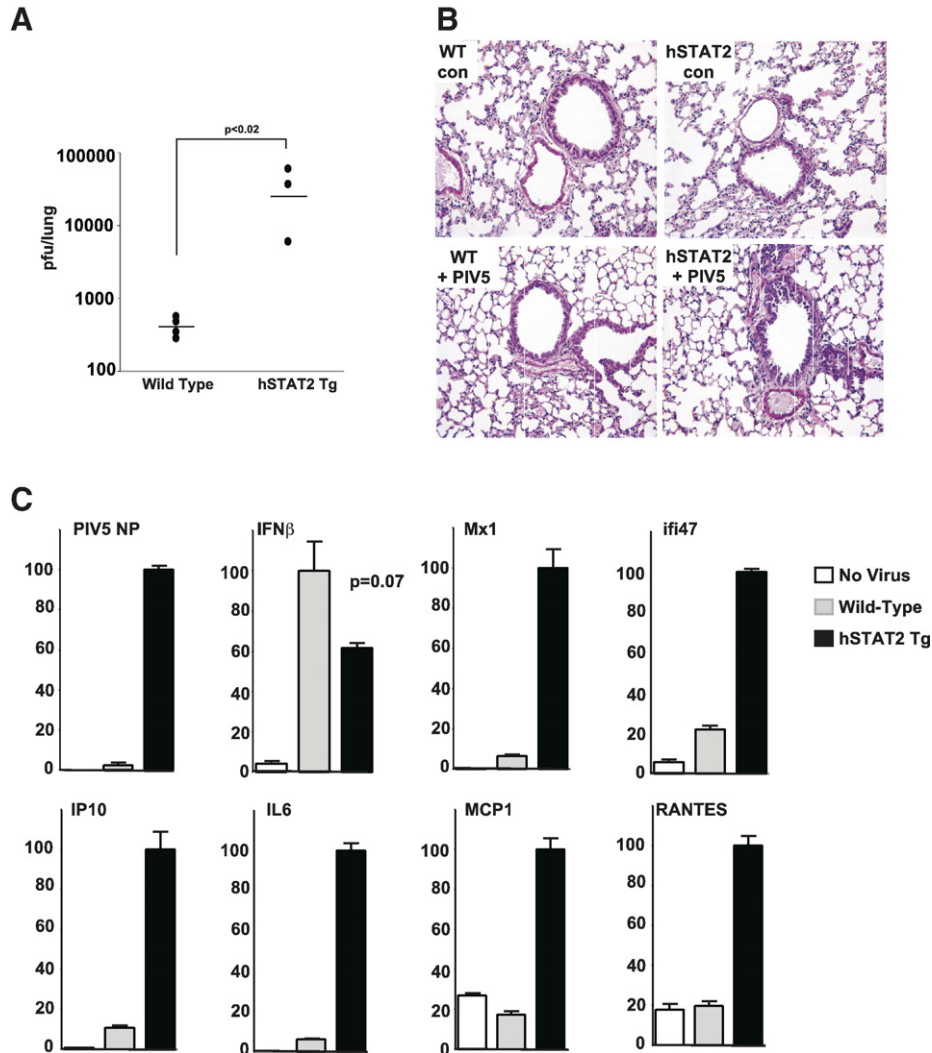 A
p<0.02
100000
10000
1000
100
pfu/lung
Wild Type hSTAT2 Tg
B
WT
con
hSTAT2
con
WT
+ PIV5
hSTAT2
+ PIV5
C
PIV5 NP
100
80
60
40
20
0
IFNβ
p=0.07
100
80
60
40
20
0
Mx1
100
80
60
40
20
0
ifi47
100
80
60
40
20
0
No Virus
Wild-Type
hSTAT2 Tg
IP10
100
80
60
40
20
0
IL6
100
80
60
40
20
0
MCP1
100
80
60
40
20
0
RANTES
100
80
60
40
20
0